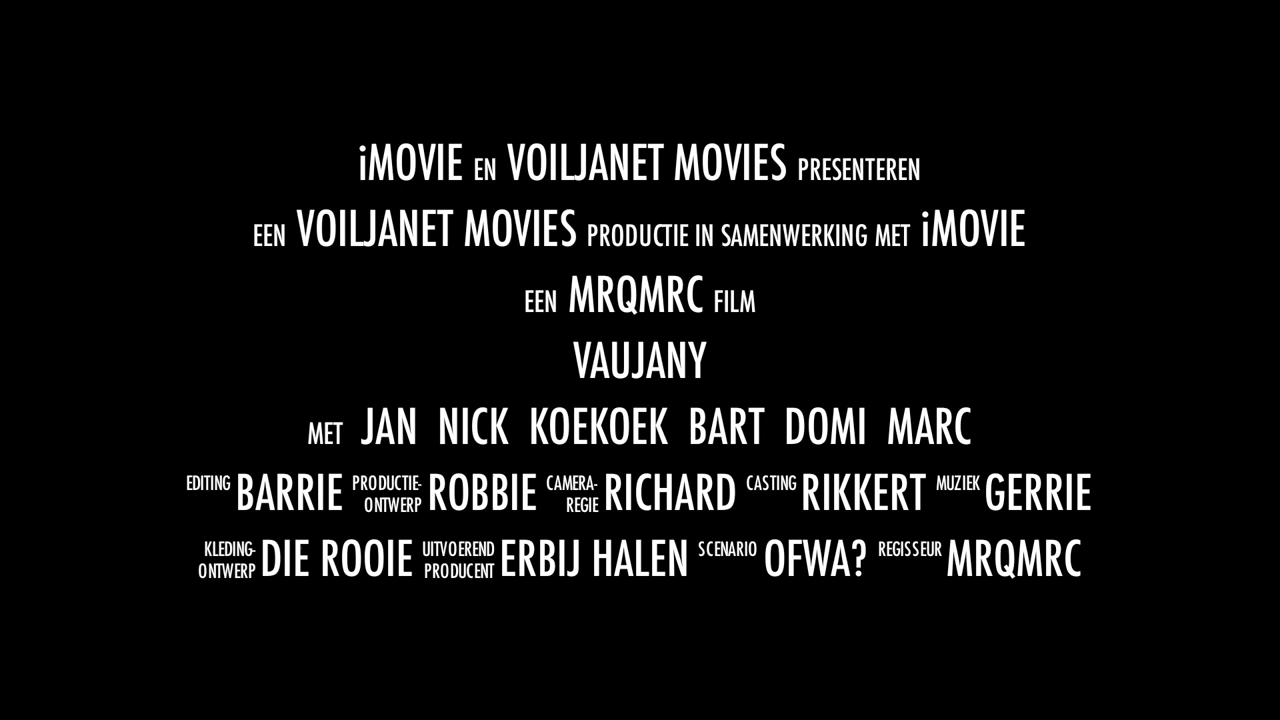 iMOVIE EN VOILJANET MOVIES PRESENTEREN
EEN VOILJANET MOVIES PRODUCTIE IN SAMENWERKING MET iMOVIE
EEN MRQMRC FILM
VAUJANY
MET JAN NICK KOEKOEK BART DOMI MARC
EDITING BARRIE PRODUCTIE-ONTWERP ROBBIE CAMERA-REGIE RICHARD CASTING RIKKERT MUZIEK GERRIE
KLEDING-ONTWERP DIE ROOIE UITVOEREND PRODUCENT ERBIJ HALEN SCENARIO OFWA? REGISSEUR MRQMRC